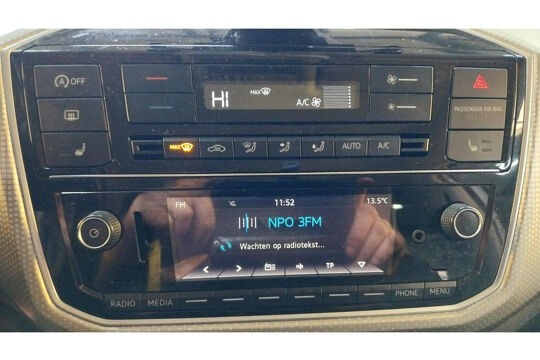 A OFF
HI
MAX
A/C
PASSENGER AIR BAG
MAX
AUTO
A/C
FM
11:52
13.5°C
NPO 3FM
Wachten op radiotekst...
TP
RADIO
MEDIA
PHONE
MENU